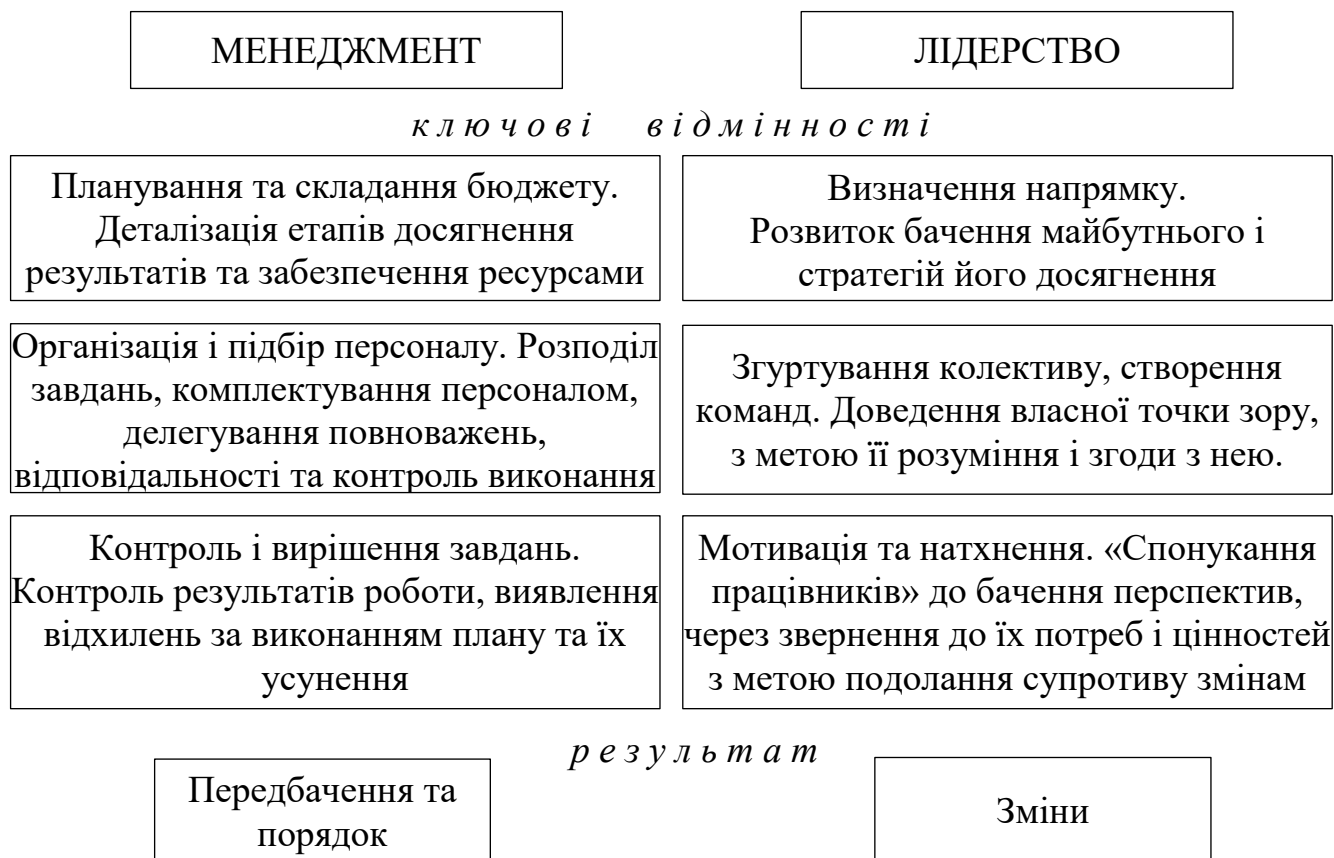 МЕНЕДЖМЕНТ
ЛІДЕРСТВО
ключові відмінності
Планування та складання бюджету.
Деталізація етапів досягнення
результатів та забезпечення ресурсами
Визначення напрямку.
Розвиток бачення майбутнього і
стратегій його досягнення
Організація і підбір персоналу. Розподіл
завдань, комплектування персоналом,
делегування повноважень,
відповідальності та контроль виконання
Згуртування колективу, створення
команд. Доведення власної точки зору,
з метою її розуміння і згоди з нею.
Контроль і вирішення завдань.
Контроль результатів роботи, виявлення
відхилень за виконанням плану та їх
усунення
Мотивація та натхнення. «Спонукання
працівників» до бачення перспектив,
через звернення до їх потреб і цінностей
з метою подолання супротиву змінам
результат
Передбачення та
порядок
Зміни